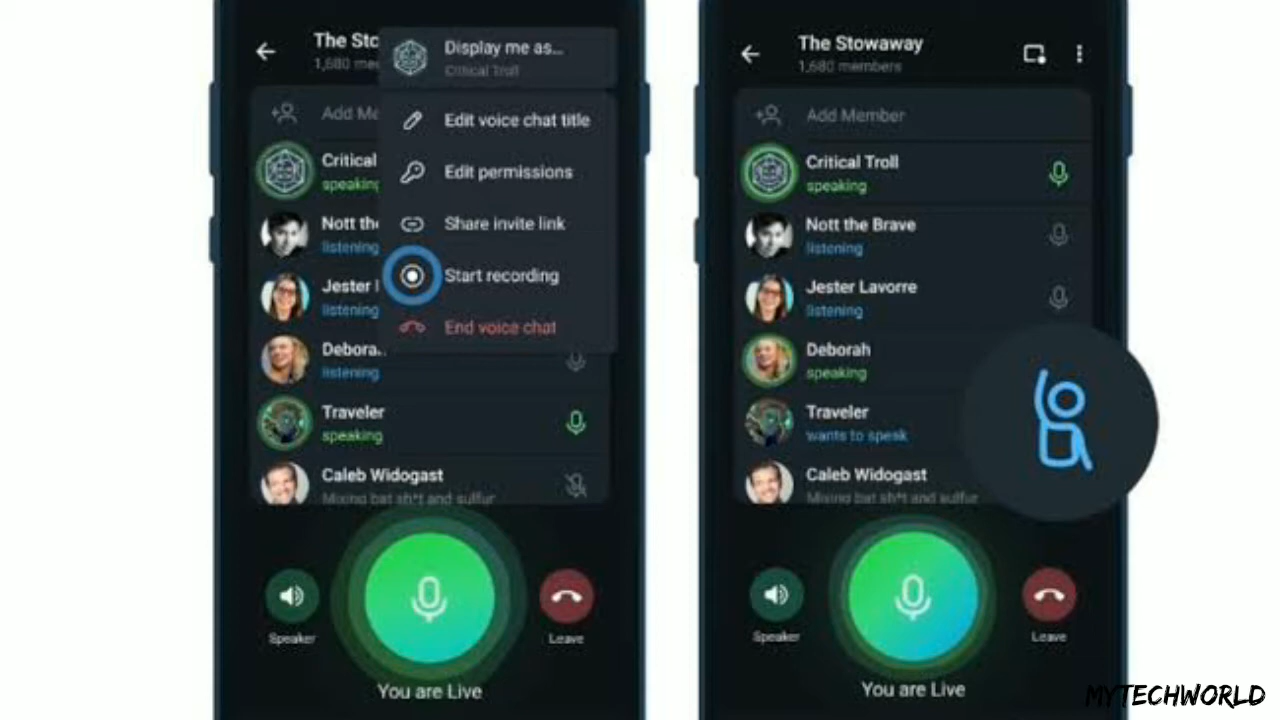 The Sto
1,680 mem
Display me as...
Critical Troll
Add Me
Edit voice chat title
Critical
speaking
Edit permissions
Nott the
listening
Share invite link
Jester
listening
Start recording
Debora
listening
End voice chat
Traveler
speaking
Caleb Widogast
Mixing bat sh*t and sulfur
Speaker
Leave
You are Live
The Stowaway
1,680 members
Add Member
Critical Troll
speaking
Nott the Brave
listening
Jester Lavorre
listening
Deborah
speaking
Traveler
wants to speak
Caleb Widogast
Mixing bat sh*t and sulfur
Speaker
Leave
You are Live
MYTECHWORLD